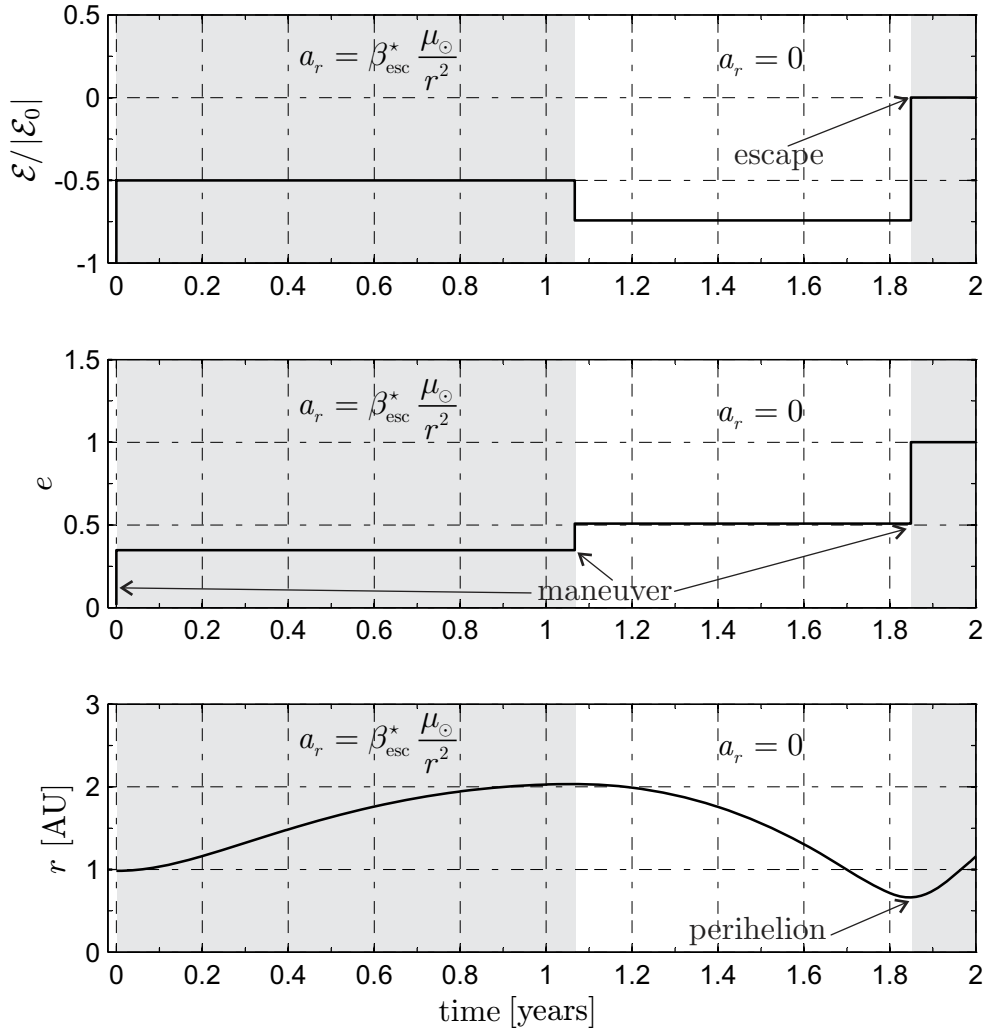 0.5
0
-0.5
-1
ℰ/|ℰ₀|
a_r = β*_esc μ_⊙/r²
a_r = 0
escape
0 0.2 0.4 0.6 0.8 1 1.2 1.4 1.6 1.8 2
1.5
1
0.5
0
e
a_r = β*_esc μ_⊙/r²
a_r = 0
maneuver
0 0.2 0.4 0.6 0.8 1 1.2 1.4 1.6 1.8 2
3
2
1
0
r [AU]
a_r = β*_esc μ_⊙/r²
a_r = 0
perihelion
0 0.2 0.4 0.6 0.8 1 1.2 1.4 1.6 1.8 2
time [years]